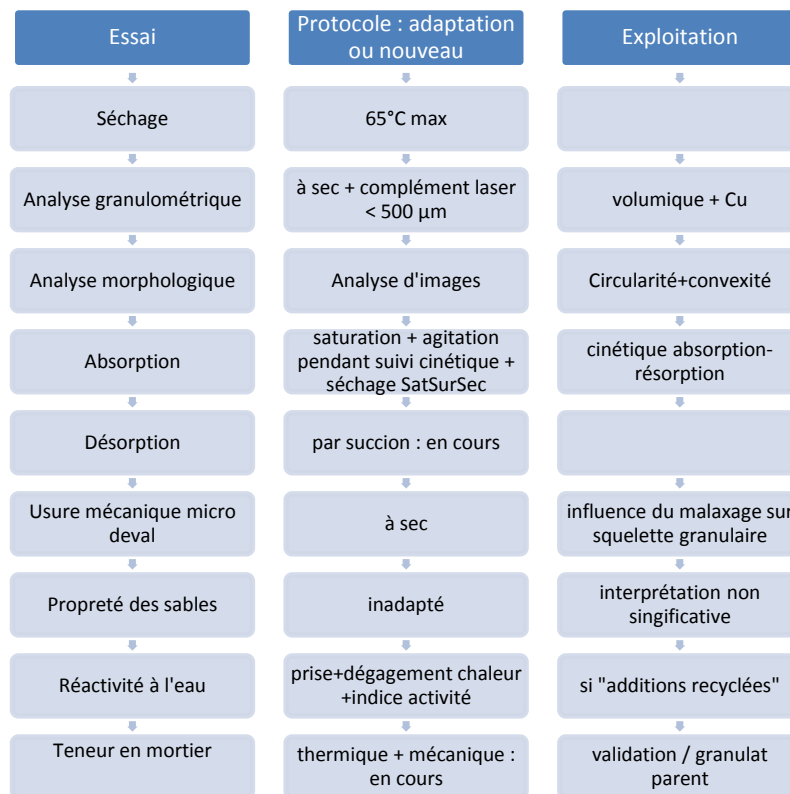 Essai
Protocole : adaptation
ou nouveau
Exploitation
Séchage
65°C max
Analyse granulométrique
à sec + complément laser
< 500 µm
volumique + Cu
Analyse morphologique
Analyse d'images
Circularité+convexité
Absorption
saturation + agitation
pendant suivi cinétique +
séchage SatSurSec
cinétique absorption-
résorption
Désorption
par succion : en cours
Usure mécanique micro
deval
à sec
influence du malaxage sur
squelette granulaire
Propreté des sables
inadapté
interprétation non
singificative
Réactivité à l'eau
prise+dégagement chaleur
+indice activité
si "additions recyclées"
Teneur en mortier
thermique + mécanique :
en cours
validation / granulat
parent